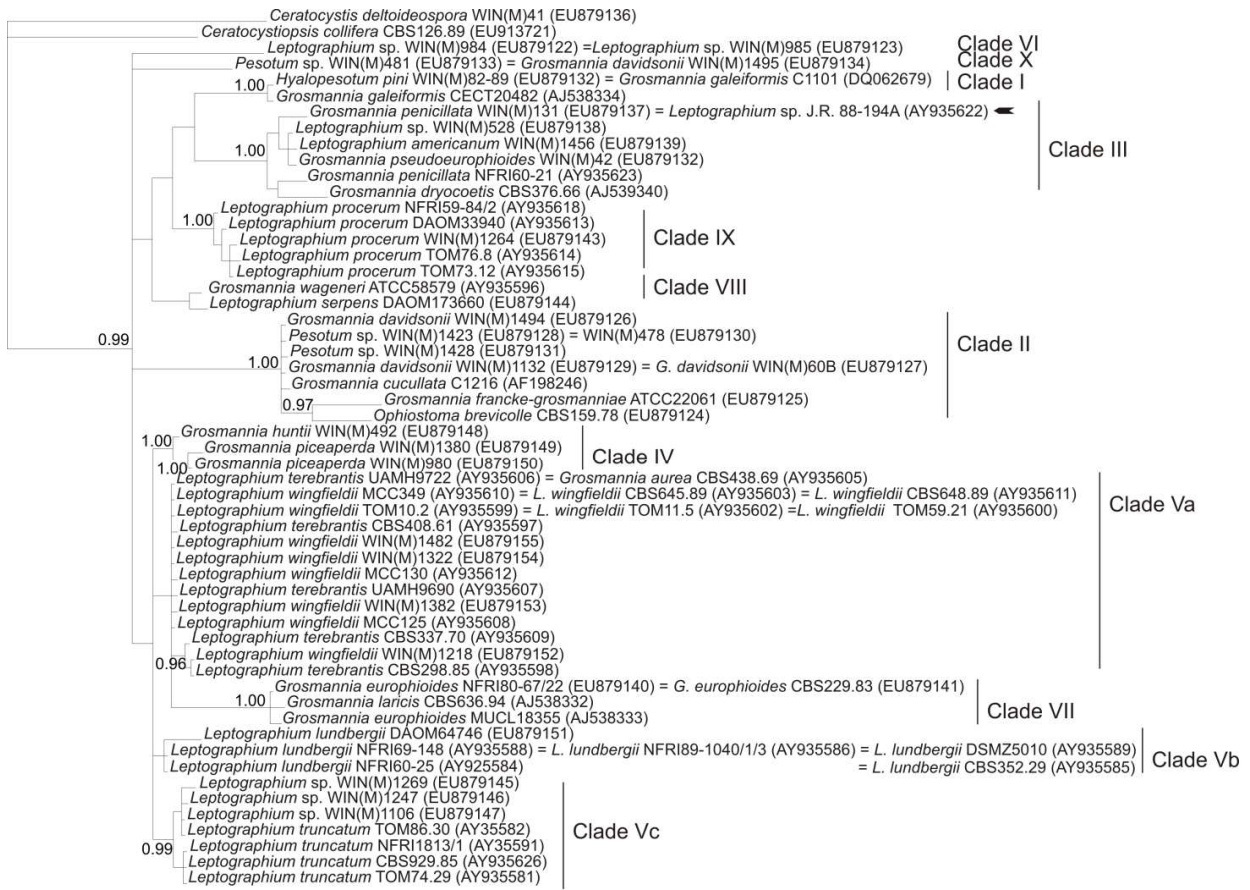 Ceratocystis deltoideospora WIN(M)41 (EU879136)
Ceratocystiopsis collifera CBS126.89 (EU913721)
Leptographium sp. WIN(M)984 (EU879122) =Leptographium sp. WIN(M)985 (EU879123) Clade VI
Pesotum sp. WIN(M)481 (EU879133) = Grosmannia davidsonii WIN(M)1495 (EU879134) Clade X
1.00 Hyalopesotum pini WIN(M)82-89 (EU879132) = Grosmannia galeiformis C1101 (DQ062679) Clade I
Grosmannia galeiformis CECT20482 (AJ538334)
Grosmannia penicillata WIN(M)131 (EU879137) = Leptographium sp. J.R. 88-194A (AY935622)
Leptographium sp. WIN(M)528 (EU879138)
Leptographium americanum WIN(M)1456 (EU879139) Clade III
1.00 Grosmannia pseudoeurophioides WIN(M)42 (EU879132)
Grosmannia penicillata NFRI60-21 (AY935623)
Grosmannia dryocoetis CBS376.66 (AJ539340)
Leptographium procerum NFRI59-84/2 (AY935618)
1.00 Leptographium procerum DAOM33940 (AY935613)
Leptographium procerum WIN(M)1264 (EU879143) Clade IX
Leptographium procerum TOM76.8 (AY935614)
Leptographium procerum TOM73.12 (AY935615)
Grosmannia wageneri ATCC58579 (AY935596) Clade VIII
Leptographium serpens DAOM173660 (EU879144)
Grosmannia davidsonii WIN(M)1494 (EU879126)
0.99 Pesotum sp. WIN(M)1423 (EU879128) = WIN(M)478 (EU879130) Clade II
Pesotum sp. WIN(M)1428 (EU879131)
1.00 Grosmannia davidsonii WIN(M)1132 (EU879129) = G. davidsonii WIN(M)60B (EU879127)
Grosmannia cucullata C1216 (AF198246)
0.97 Grosmannia francke-grosmanniae ATCC22061 (EU879125)
Ophiostoma brevicolle CBS159.78 (EU879124)
1.00 Grosmannia huntii WIN(M)492 (EU879148)
Grosmannia piceaperda WIN(M)1380 (EU879149) Clade IV
1.00 Grosmannia piceaperda WIN(M)980 (EU879150)
Leptographium terebrantis UAMH9722 (AY935606) = Grosmannia aurea CBS438.69 (AY935605)
Leptographium wingfieldii MCC349 (AY935610) = L. wingfieldii CBS645.89 (AY935603) = L. wingfieldii CBS648.89 (AY935611) Clade Va
Leptographium wingfieldii TOM10.2 (AY935599) = L. wingfieldii TOM11.5 (AY935602) =L. wingfieldii TOM59.21 (AY935600)
Leptographium terebrantis CBS408.61 (AY935597)
Leptographium wingfieldii WIN(M)1482 (EU879155)
Leptographium wingfieldii WIN(M)1322 (EU879154)
Leptographium wingfieldii MCC130 (AY935612)
Leptographium terebrantis UAMH9690 (AY935607)
Leptographium wingfieldii WIN(M)1382 (EU879153)
Leptographium wingfieldii MCC125 (AY935608)
Leptographium terebrantis CBS337.70 (AY935609)
0.96 Leptographium wingfieldii WIN(M)1218 (EU879152)
Leptographium terebrantis CBS298.85 (AY935598)
Grosmannia europhioides NFRI80-67/22 (EU879140) = G. europhioides CBS229.83 (EU879141)
1.00 Grosmannia laricis CBS636.94 (AJ538332) Clade VII
Grosmannia europhioides MUCL18355 (AJ538333)
Leptographium lundbergii DAOM64746 (EU879151)
Leptographium lundbergii NFRI69-148 (AY935588) = L. lundbergii NFRI89-1040/1/3 (AY935586) = L. lundbergii DSMZ5010 (AY935589) Clade Vb
Leptographium lundbergii NFRI60-25 (AY925584) = L. lundbergii CBS352.29 (AY935585)
Leptographium sp. WIN(M)1269 (EU879145)
Leptographium sp. WIN(M)1247 (EU879146)
Leptographium sp. WIN(M)1106 (EU879147)
Leptographium truncatum TOM86.30 (AY35582) Clade Vc
0.99 Leptographium truncatum NFRI1813/1 (AY35591)
Leptographium truncatum CBS929.85 (AY935626)
Leptographium truncatum TOM74.29 (AY935581)